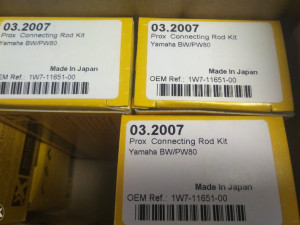 03.2007
Prox Connecting Rod Kit
Yamaha BW/PW80
Made In Japan
OEM Ref.: 1W7-11651-00
03.2007
Prox Connecting Rod Kit
Yamaha BW/PW80
Made In Japan
OEM Ref.: 1W7-11651-00
03.2007
Prox Connecting Rod Kit
Yamaha BW/PW80
Made In Japan
OEM Ref.: 1W7-11651-00